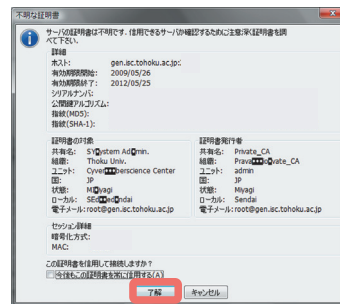 不明な証明書
サーバの証明書は不明です. 信用できるサーバか確認するために注意深く証明書を調
べて下さい.
詳細
ホスト: gen.isc.tohoku.ac.jp:
有効期限開始: 2009/05/26
有効期限終了: 2012/05/25
シリアルナンバ:
公開鍵アルゴリズム:
指紋(MD5):
指紋(SHA-1):
証明書の対象
共有名:
組織: Thoku Univ.
ユニット: Center
国: JP
状態:
ローカル:
電子メール: root@gen.isc.tohoku.ac.jp
証明書発行者
共有名: Private_CA
組織:
ユニット: admin
国: JP
状態: Miyagi
ローカル: Sendai
電子メール: root@gen.isc.tohoku.ac.jp
セッション詳細
暗号化方式:
MAC:
この証明書を信用して接続しますか?
今後もこの証明書を常に信用する(A)
了解
キャンセル